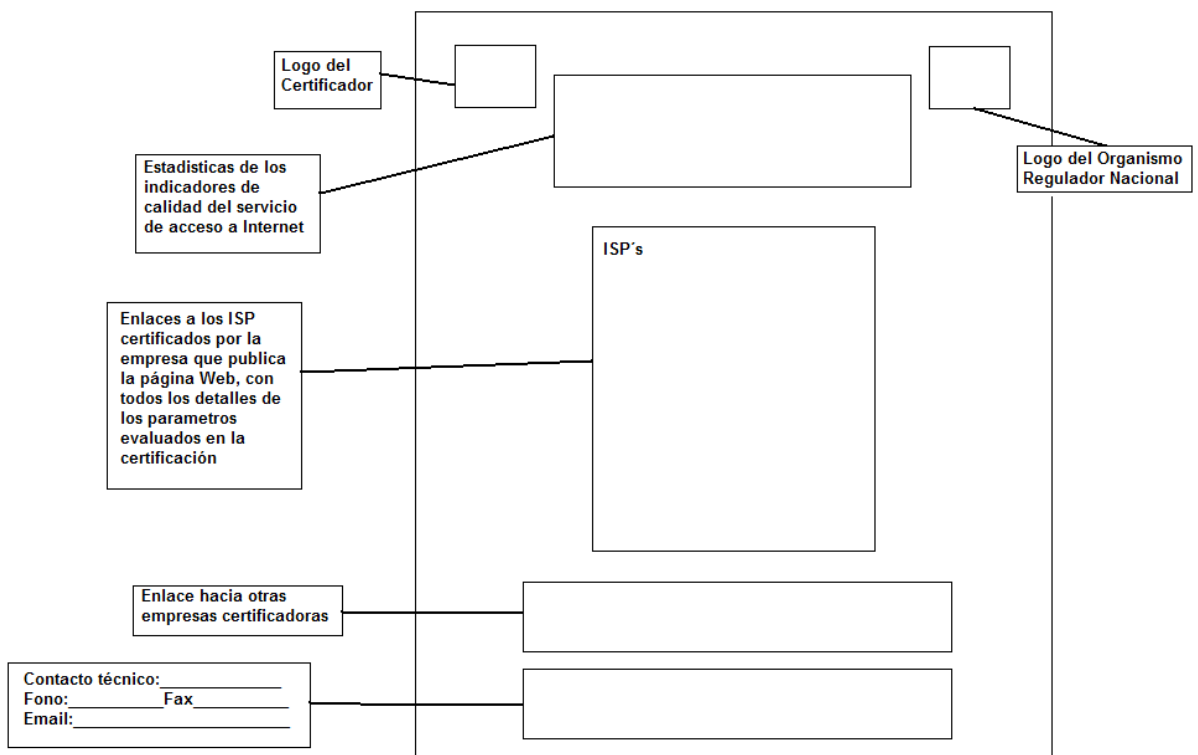 Logo del
Certificador
Estadisticas de los
indicadores de
calidad del servicio
de acceso a Internet
Logo del Organismo
Regulador Nacional
ISP´s
Enlaces a los ISP
certificados por la
empresa que publica
la página Web, con
todos los detalles de
los parametros
evaluados en la
certificación
Enlace hacia otras
empresas certificadoras
Contacto técnico:______________
Fono:___________Fax___________
Email:_________________________